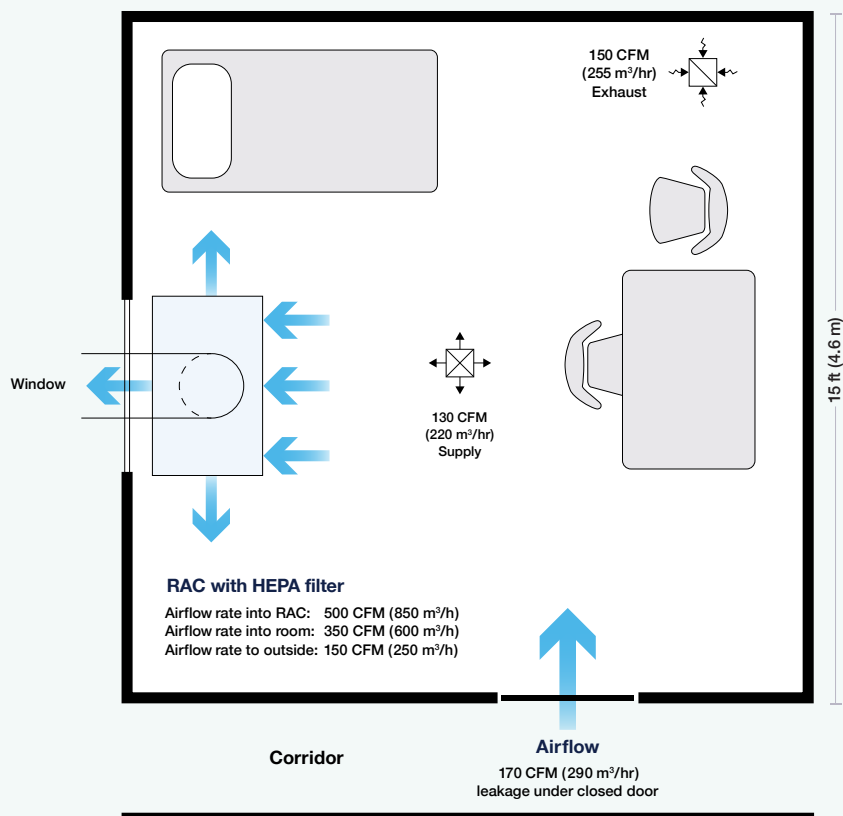 150 CFM
(255 m³/hr)
Exhaust
15 ft (4.6 m)
Window
130 CFM
(220 m³/hr)
Supply
RAC with HEPA filter
Airflow rate into RAC: 500 CFM (850 m³/h)
Airflow rate into room: 350 CFM (600 m³/h)
Airflow rate to outside: 150 CFM (250 m³/h)
Corridor
Airflow
170 CFM (290 m³/hr)
leakage under closed door